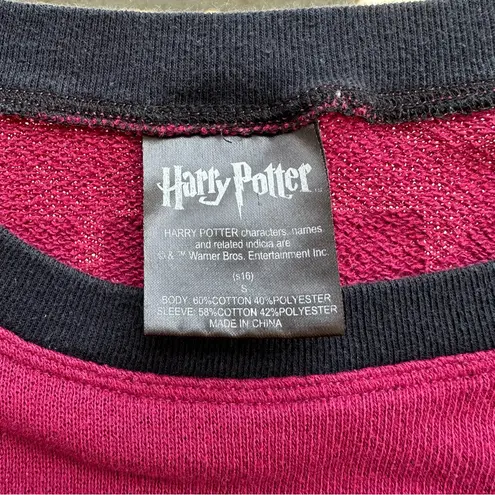 Harry Potter™
HARRY POTTER characters, names
and related indicia are
© & ™ Warner Bros. Entertainment Inc.
(s16)
S
BODY: 60%COTTON 40%POLYESTER
SLEEVE: 58%COTTON 42%POLYESTER
MADE IN CHINA